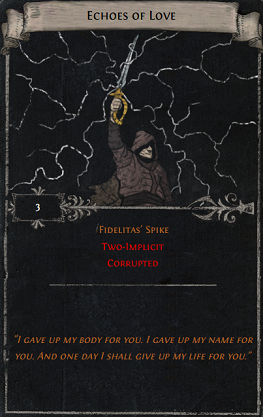 Echoes of Love
3
Fidelitas' Spike
Two-Implicit
Corrupted
"I gave up my body for you. I gave up my name for
you. And one day I shall give up my life for you."